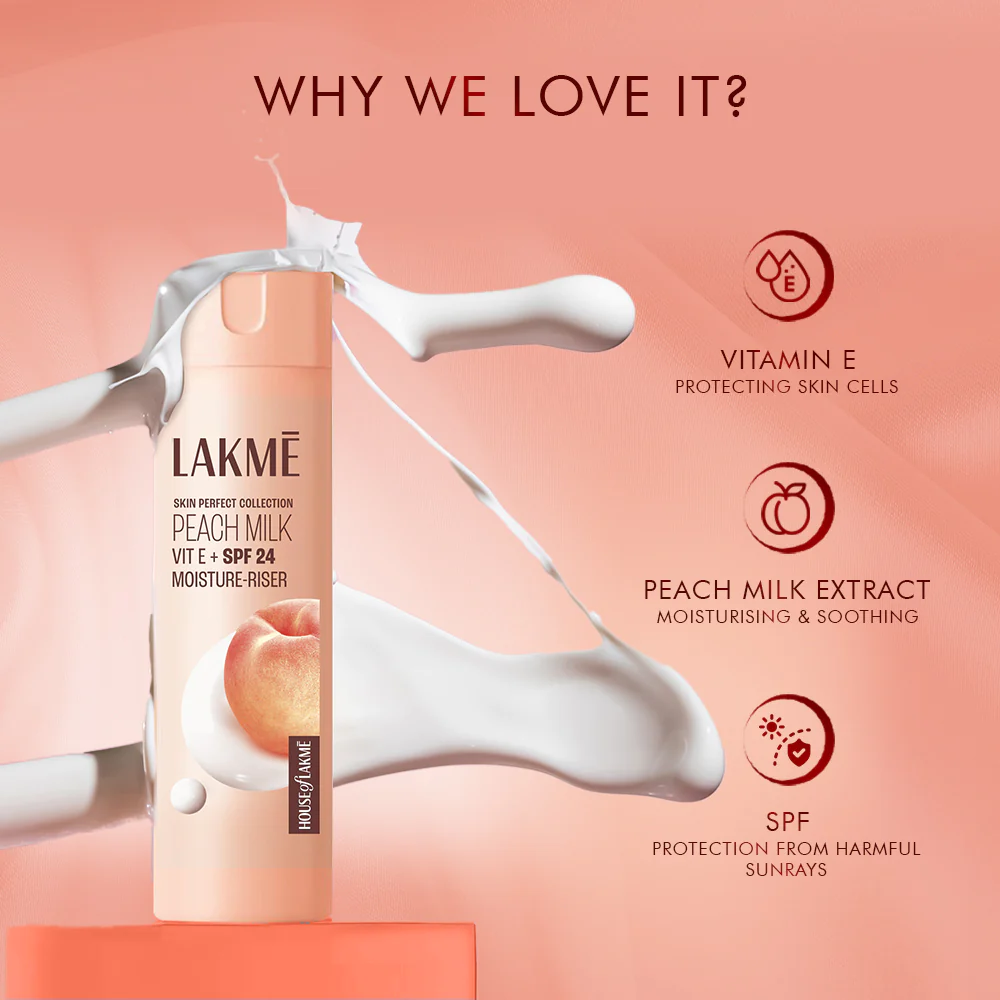 WHY WE LOVE IT?
LAKMĒ
SKIN PERFECT COLLECTION
PEACH MILK
VIT E + SPF 24
MOISTURE-RISER
HOUSE of LAKMĒ
E
VITAMIN E
PROTECTING SKIN CELLS
PEACH MILK EXTRACT
MOISTURISING & SOOTHING
SPF
PROTECTION FROM HARMFUL
SUNRAYS